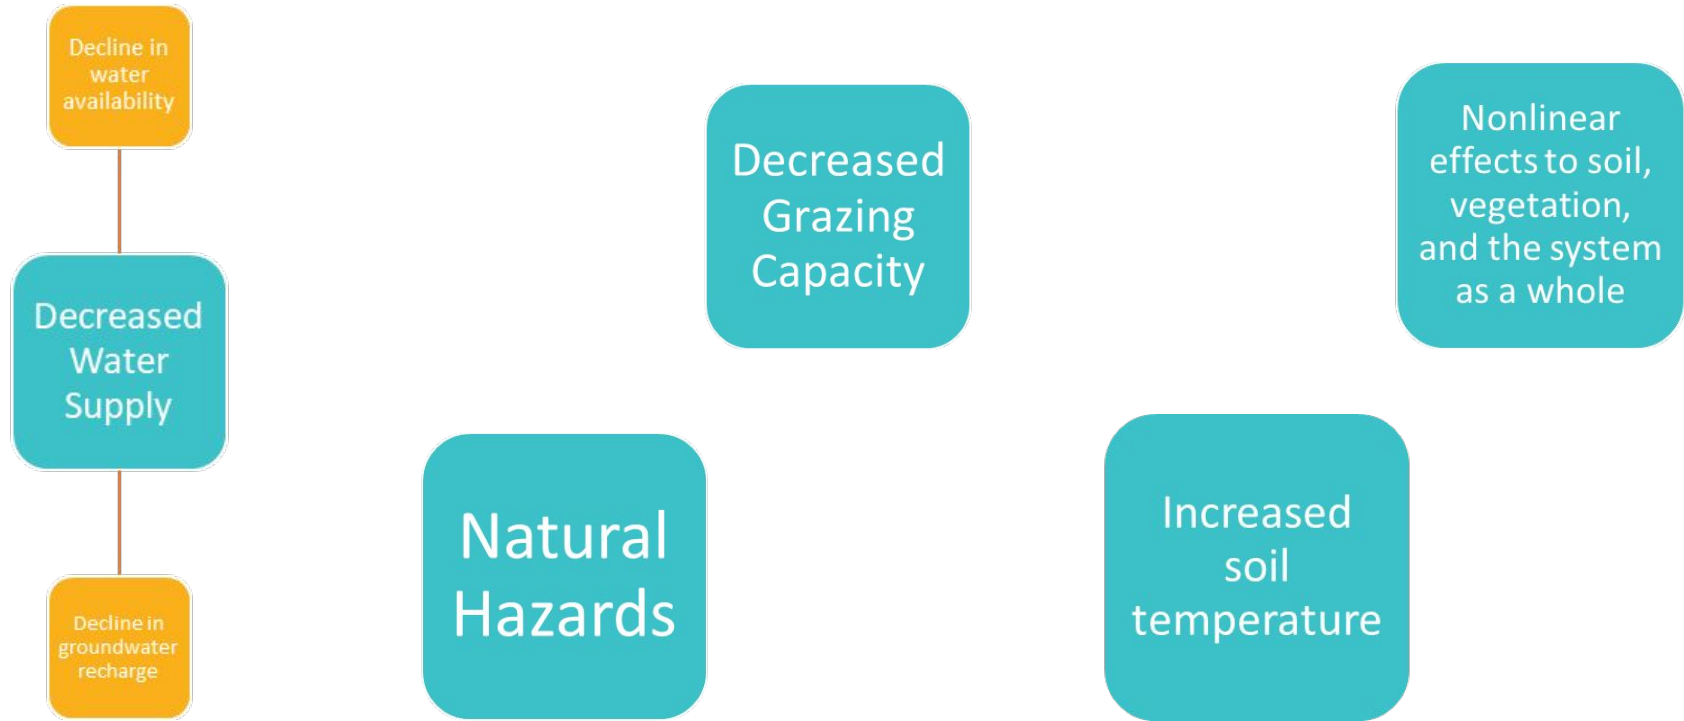 Decline in
water
availability
Decreased
Water
Supply
Decline in
groundwater
recharge
Natural
Hazards
Decreased
Grazing
Capacity
Increased
soil
temperature
Nonlinear
effects to soil,
vegetation,
and the system
as a whole